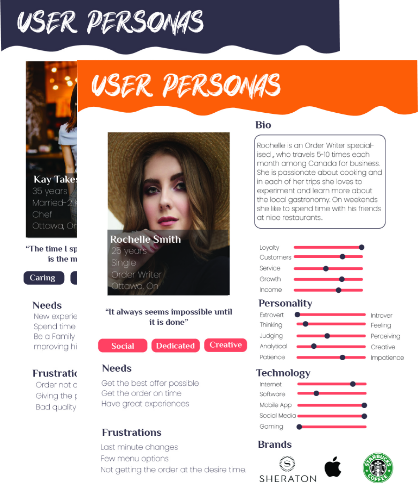 USER PERSONAS
USER PERSONAS
Kay Takes
35 years
Married-2
Chef
Ottawa, On
"The time I sp
is the m
Caring
Needs
New experie
Spend time
Be a Family
Improving h
Frustratio
Order not c
Giving the p
Bad quality
Rochelle Smith
25 years
Single
Order Writer
Ottawa, On
"It always seems impossible until
it is done"
Social
Dedicated
Creative
Needs
Get the best offer possible
Get the order on time
Have great experiences
Frustrations
Last minute changes
Few menu options
Not getting the order at the desire time
Bio
Rochelle is an Order Writer special-
ised , who travels 5-10 times each
month among Canada for business.
She is passionate about cooking and
in each of her trips she loves to
experiment and learn more about
the local gastronomy. On weekends
she like to spend time with his friends
at nice restaurants.
Loyalty
Customers
Service
Growth
Income
Personality
Extrovert Introver
Thinking Feeling
Judging Perceiving
Analytical Creative
Patience Impatience
Technology
Internet
Software
Mobile App
Social Media
Gaming
Brands
SHERATON
STARBUCKS
COFFEE